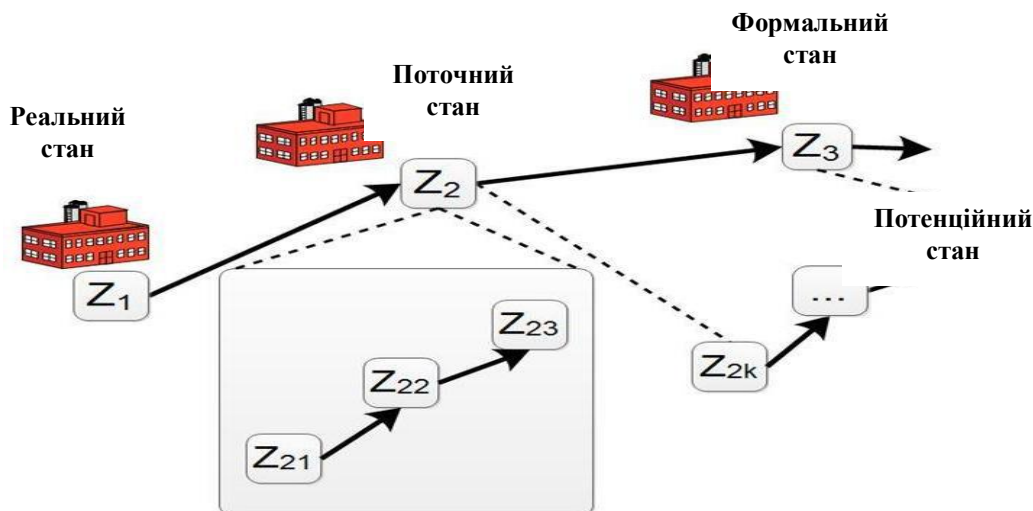 Формальний
стан
Поточний
стан
Реальний
стан
Z₃
Z₂
Потенційний
стан
Z₁
...
Z₂₃
Z₂ₖ
Z₂₂
Z₂₁